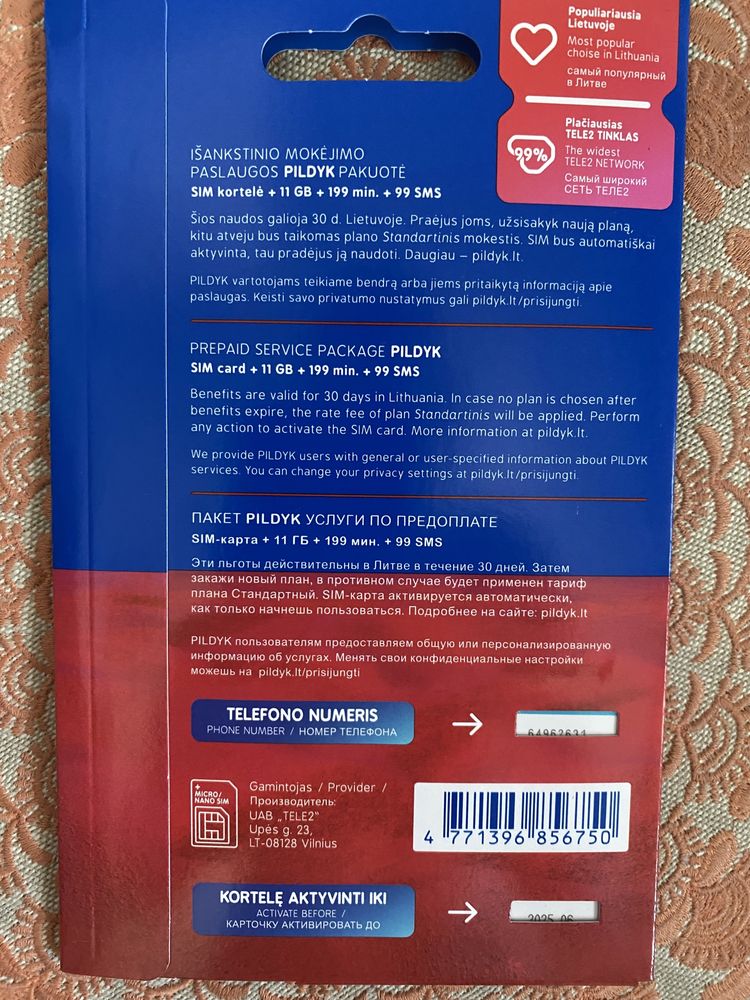 Populiariausia
Lietuvoje
Most popular
choise in Lithuania
самый популярный
в Литве
99%
Plačiausias
TELE2 TiNKLAS
The widest
TELE2 NETWORK
Самый широкий
СЕТЬ ТЕЛЕ2
IŠANKSTINIO MOKĖJIMO
PASLAUGOS PILDYK PAKUOTĖ
SIM kortelė + 11 GB + 199 min. + 99 SMS
Šios naudos galioja 30 d. Lietuvoje. Praėjus joms, užsisakyk naują planą,
kitu atveju bus taikomas plano Standartinis mokestis. SIM bus automatiškai
aktyvinta, tau pradėjus ją naudoti. Daugiau – pildyk.lt.
PILDYK vartotojams teikiame bendrą arba jiems pritaikytą informaciją apie
paslaugas. Keisti savo privatumo nustatymus gali pildyk.lt/prisijungti.
PREPAID SERVICE PACKAGE PILDYK
SIM card + 11 GB + 199 min. + 99 SMS
Benefits are valid for 30 days in Lithuania. In case no plan is chosen after
benefits expire, the rate fee of plan Standartinis will be applied. Perform
any action to activate the SIM card. More information at pildyk.lt.
We provide PILDYK users with general or user-specified information about PILDYK
services. You can change your privacy settings at pildyk.lt/prisijungti.
ПАКЕТ PILDYK УСЛУГИ ПО ПРЕДОПЛАТЕ
SIM-карта + 11 ГБ + 199 мин. + 99 SMS
Эти льготы действительны в Литве в течение 30 дней. Затем
закажи новый план, в противном случае будет применен тариф
плана Стандартный. SIM-карта активируется автоматически,
как только начнешь пользоваться. Подробнее на сайте: pildyk.lt
PILDYK пользователям предоставляем общую или персонализированную
информацию об услугах. Менять свои конфиденциальные настройки
можешь на pildyk.lt/prisijungti
TELEFONO NUMERIS
PHONE NUMBER / НОМЕР ТЕЛЕФОНА
64962631
+
MICRO/
NANO SIM
Gamintojas / Provider /
Производитель:
UAB „TELE2“
Upės g. 23,
LT-08128 Vilnius
4 771396 856750
KORTELĘ AKTYVINTI IKI
ACTIVATE BEFORE /
КАРТОЧКУ АКТИВИРОВАТЬ ДО
2025 06